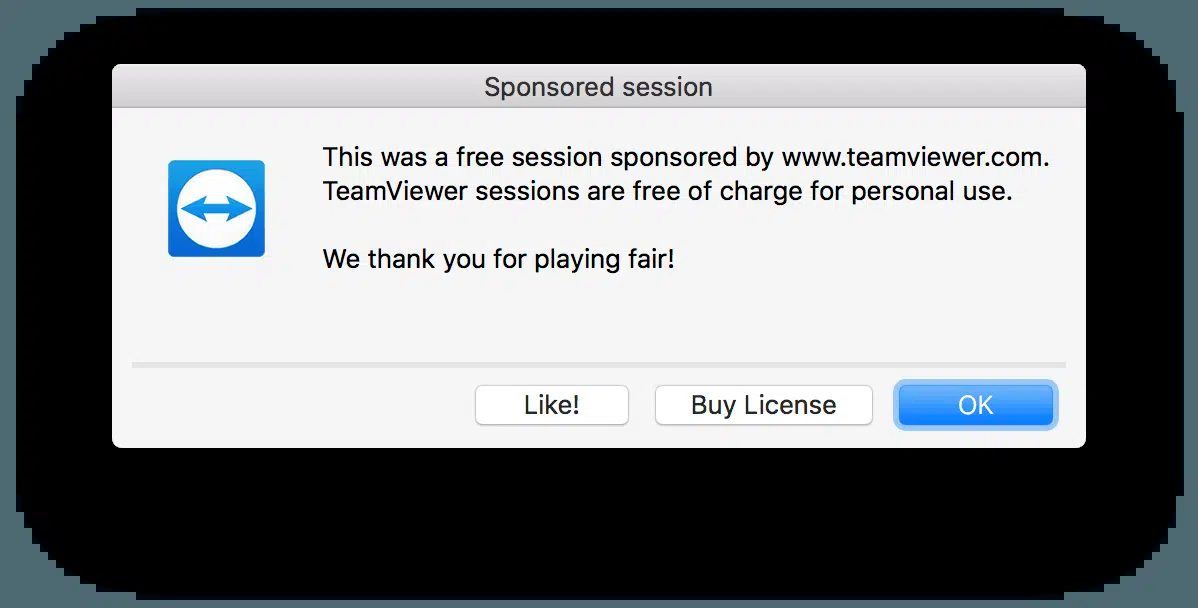 Sponsored session
This was a free session sponsored by www.teamviewer.com.
TeamViewer sessions are free of charge for personal use.
We thank you for playing fair!
Like!
Buy License
OK